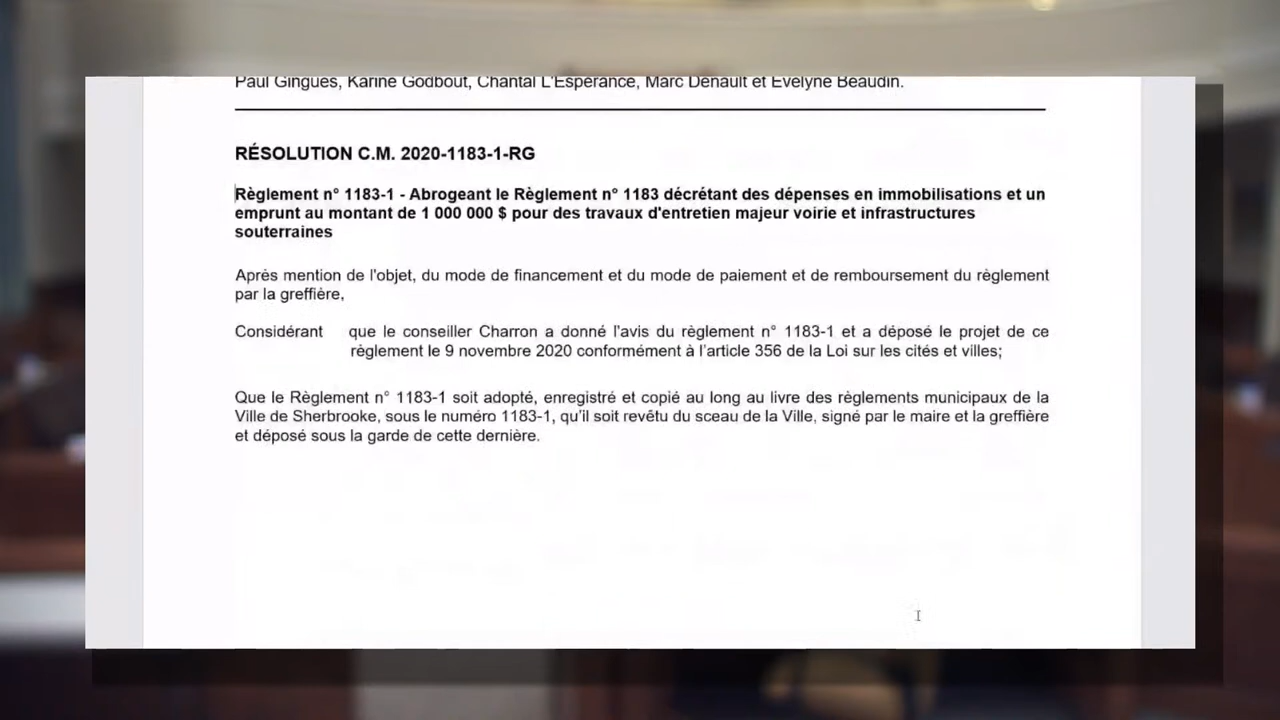 Paul Gingues, Karine Godbout, Chantal L'Espérance, Marc Denault et Évelyne Beaudin.
RÉSOLUTION C.M. 2020-1183-1-RG
Règlement n° 1183-1 - Abrogeant le Règlement n° 1183 décrétant des dépenses en immobilisations et un
emprunt au montant de 1 000 000 $ pour des travaux d'entretien majeur voirie et infrastructures
souterraines
Après mention de l'objet, du mode de financement et du mode de paiement et de remboursement du règlement
par la greffière,
Considérant que le conseiller Charron a donné l'avis du règlement n° 1183-1 et a déposé le projet de ce
règlement le 9 novembre 2020 conformément à l'article 356 de la Loi sur les cités et villes;
Que le Règlement n° 1183-1 soit adopté, enregistré et copié au long au livre des règlements municipaux de la
Ville de Sherbrooke, sous le numéro 1183-1, qu'il soit revêtu du sceau de la Ville, signé par le maire et la greffière
et déposé sous la garde de cette dernière.